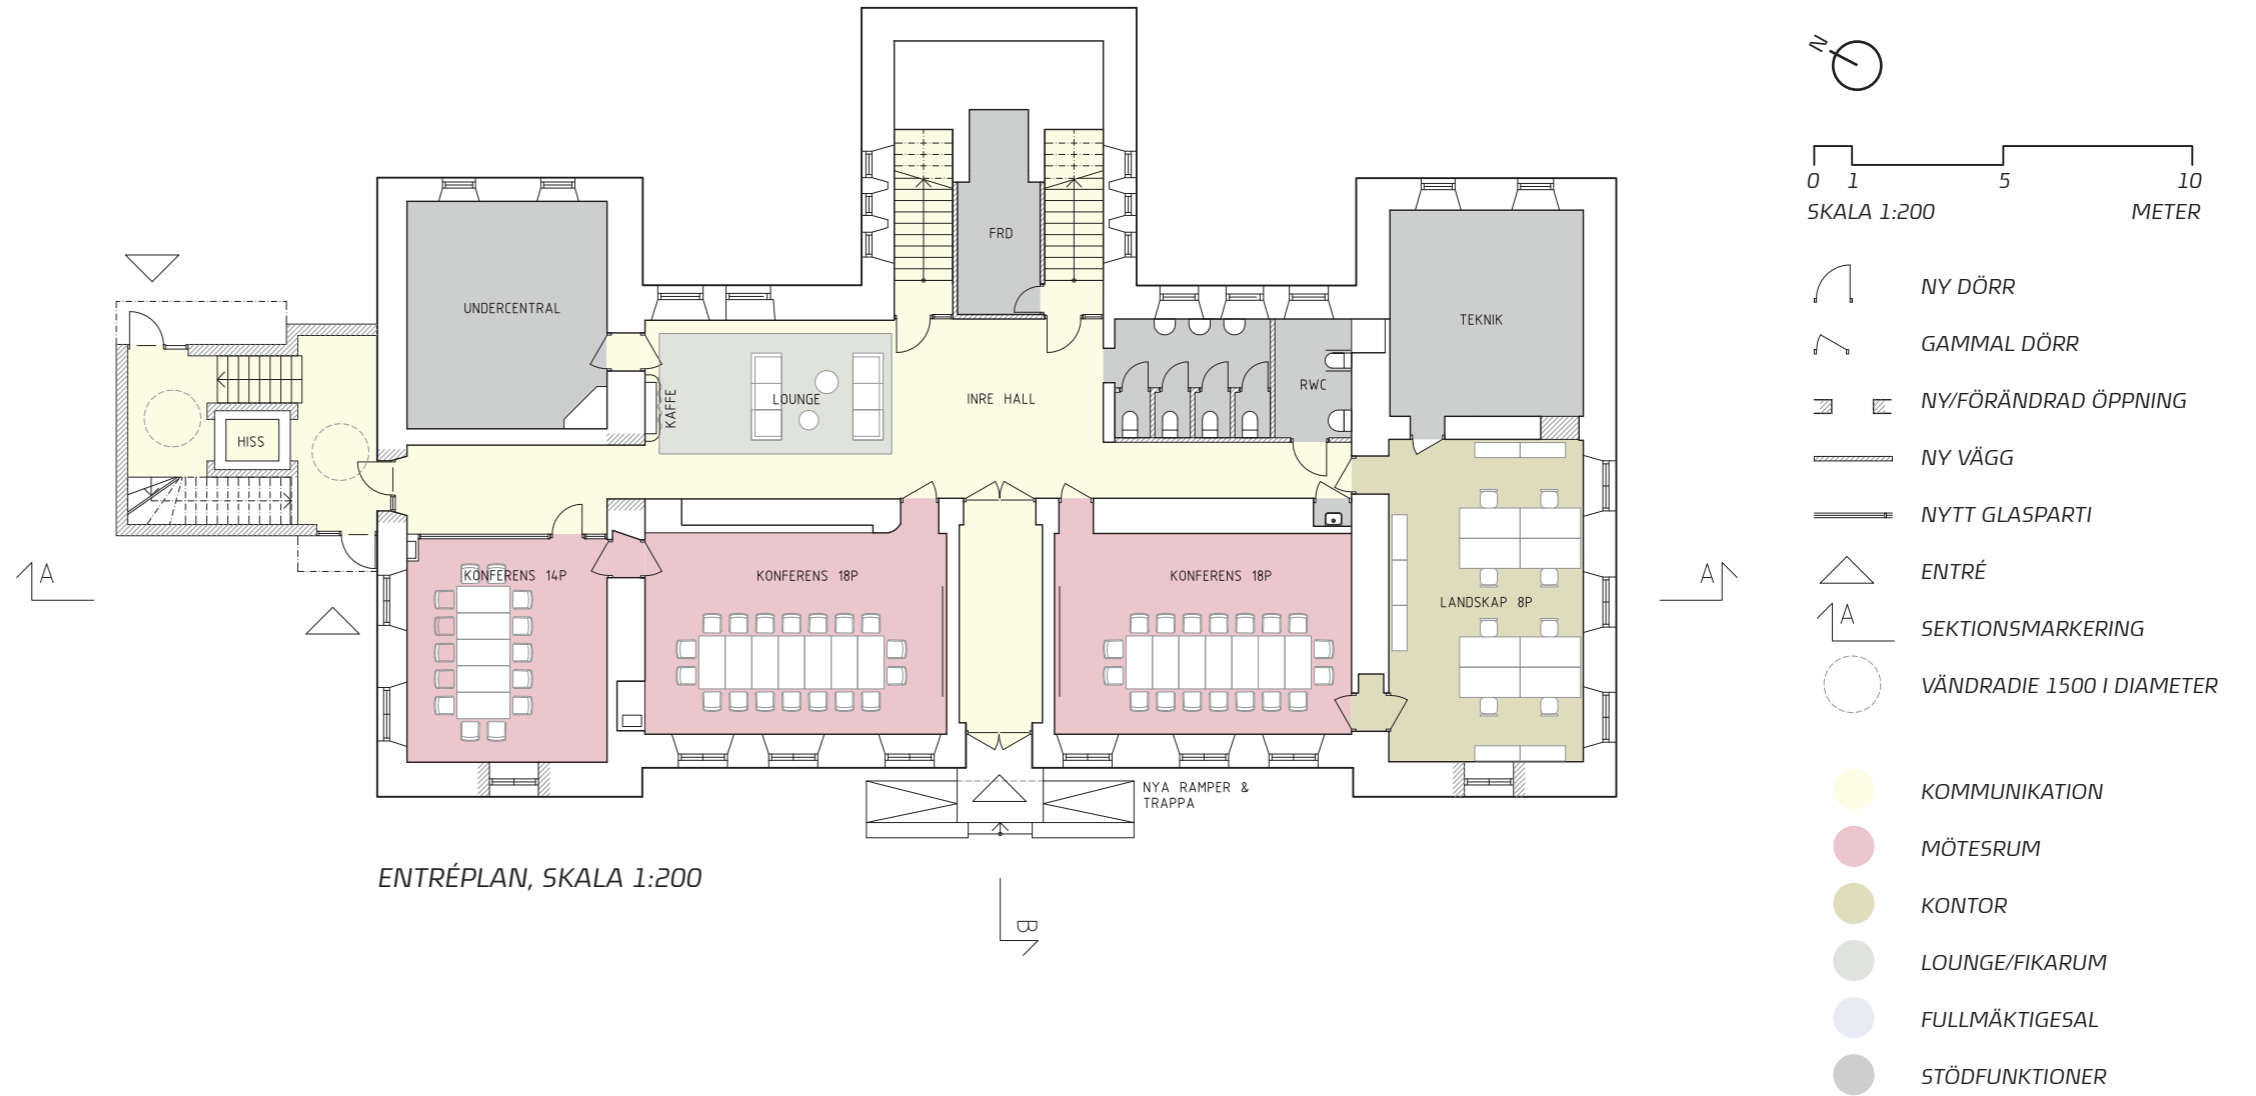 N
0 1 5 10
SKALA 1:200 METER
NY DÖRR
GAMMAL DÖRR
NY/FÖRÄNDRAD ÖPPNING
NY VÄGG
NYTT GLASPARTI
ENTRÉ
A
SEKTIONSMARKERING
VÄNDRADIE 1500 I DIAMETER
KOMMUNIKATION
MÖTESRUM
KONTOR
LOUNGE/FIKARUM
FULLMÄKTIGESAL
STÖDFUNKTIONER
FRD
UNDERCENTRAL
TEKNIK
KAFFE
LOUNGE
INRE HALL
RWC
HISS
A
KONFERENS 14P
KONFERENS 18P
KONFERENS 18P
LANDSKAP 8P
A
NYA RAMPER &
TRAPPA
ENTRÉPLAN, SKALA 1:200
B